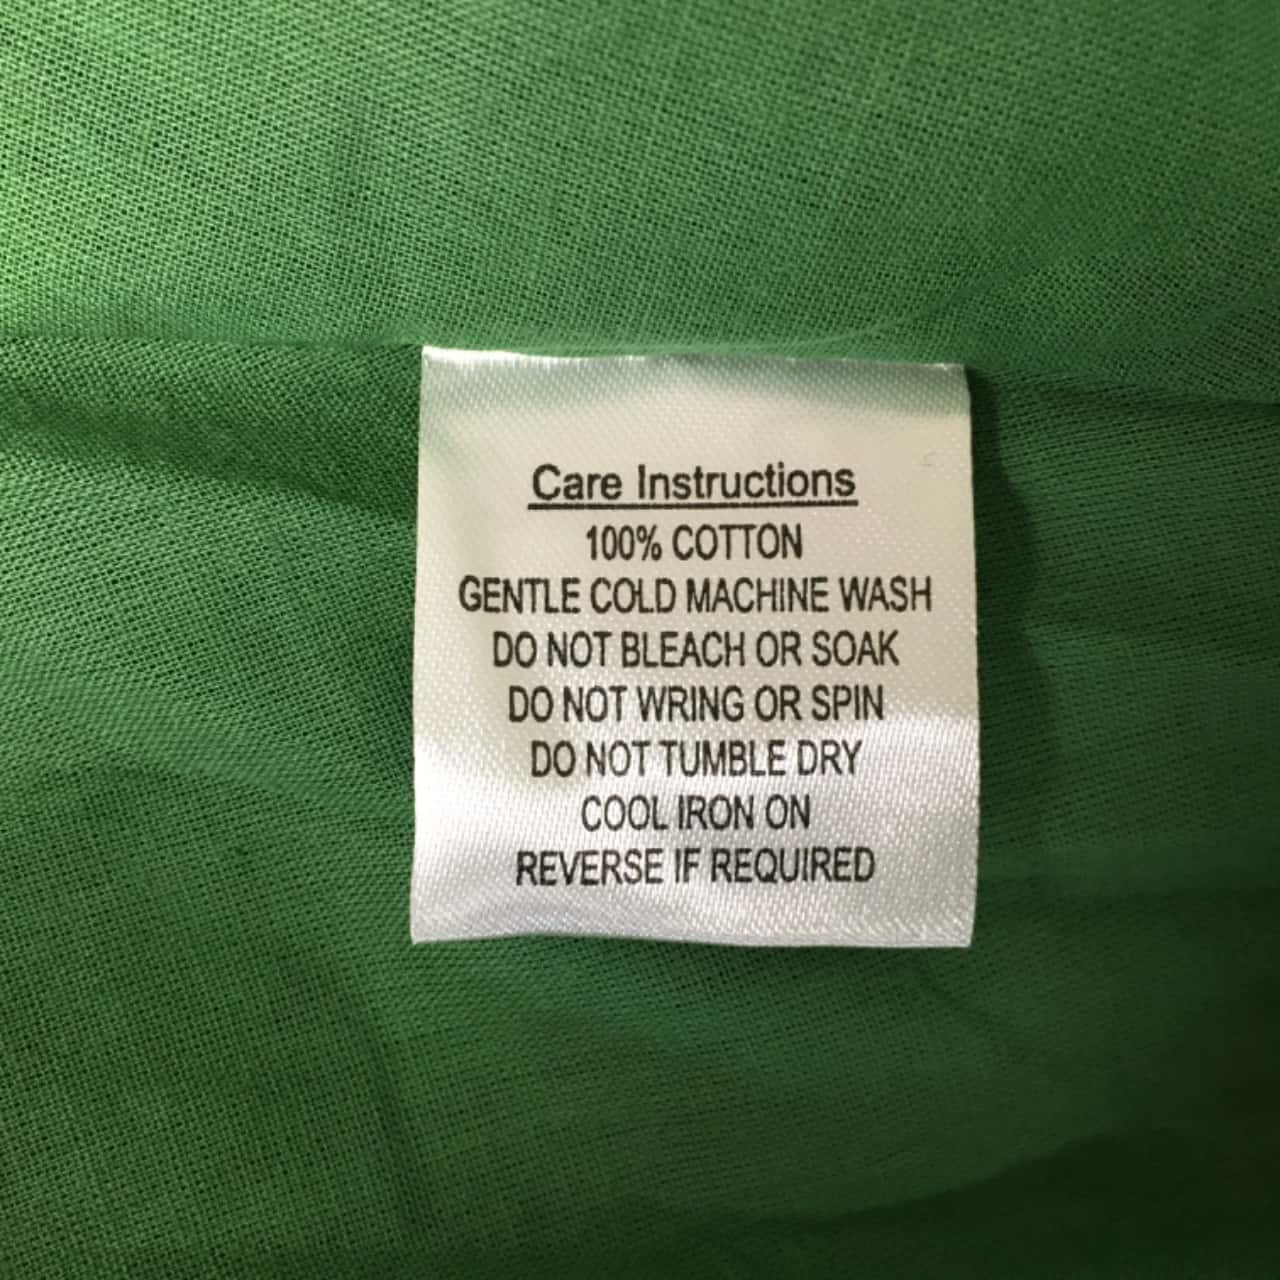 Care Instructions
100% COTTON
GENTLE COLD MACHINE WASH
DO NOT BLEACH OR SOAK
DO NOT WRING OR SPIN
DO NOT TUMBLE DRY
COOL IRON ON
REVERSE IF REQUIRED